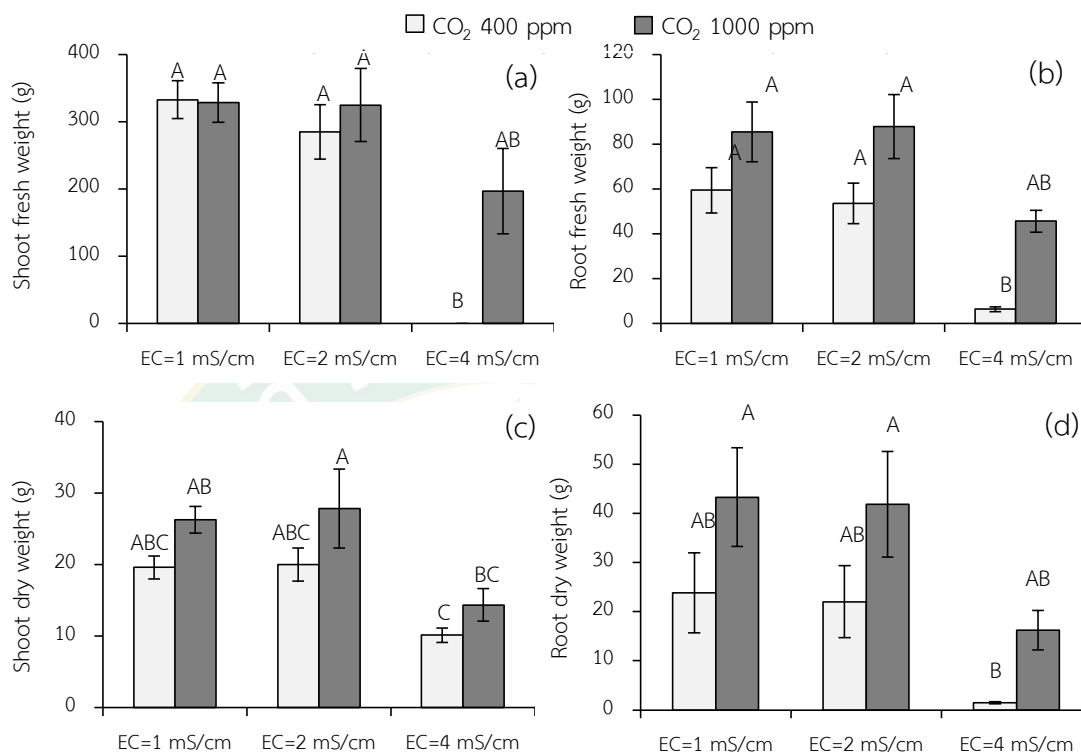 CO₂ 400 ppm CO₂ 1000 ppm
(a)
Shoot fresh weight (g)
400
300
200
100
0
A A A A B AB
EC=1 mS/cm EC=2 mS/cm EC=4 mS/cm
(b)
Root fresh weight (g)
120
100
80
60
40
20
0
A A A A B AB
EC=1 mS/cm EC=2 mS/cm EC=4 mS/cm
(c)
Shoot dry weight (g)
40
30
20
10
0
ABC AB ABC A C BC
EC=1 mS/cm EC=2 mS/cm EC=4 mS/cm
(d)
Root dry weight (g)
60
50
40
30
20
10
0
AB A AB A B AB
EC=1 mS/cm EC=2 mS/cm EC=4 mS/cm